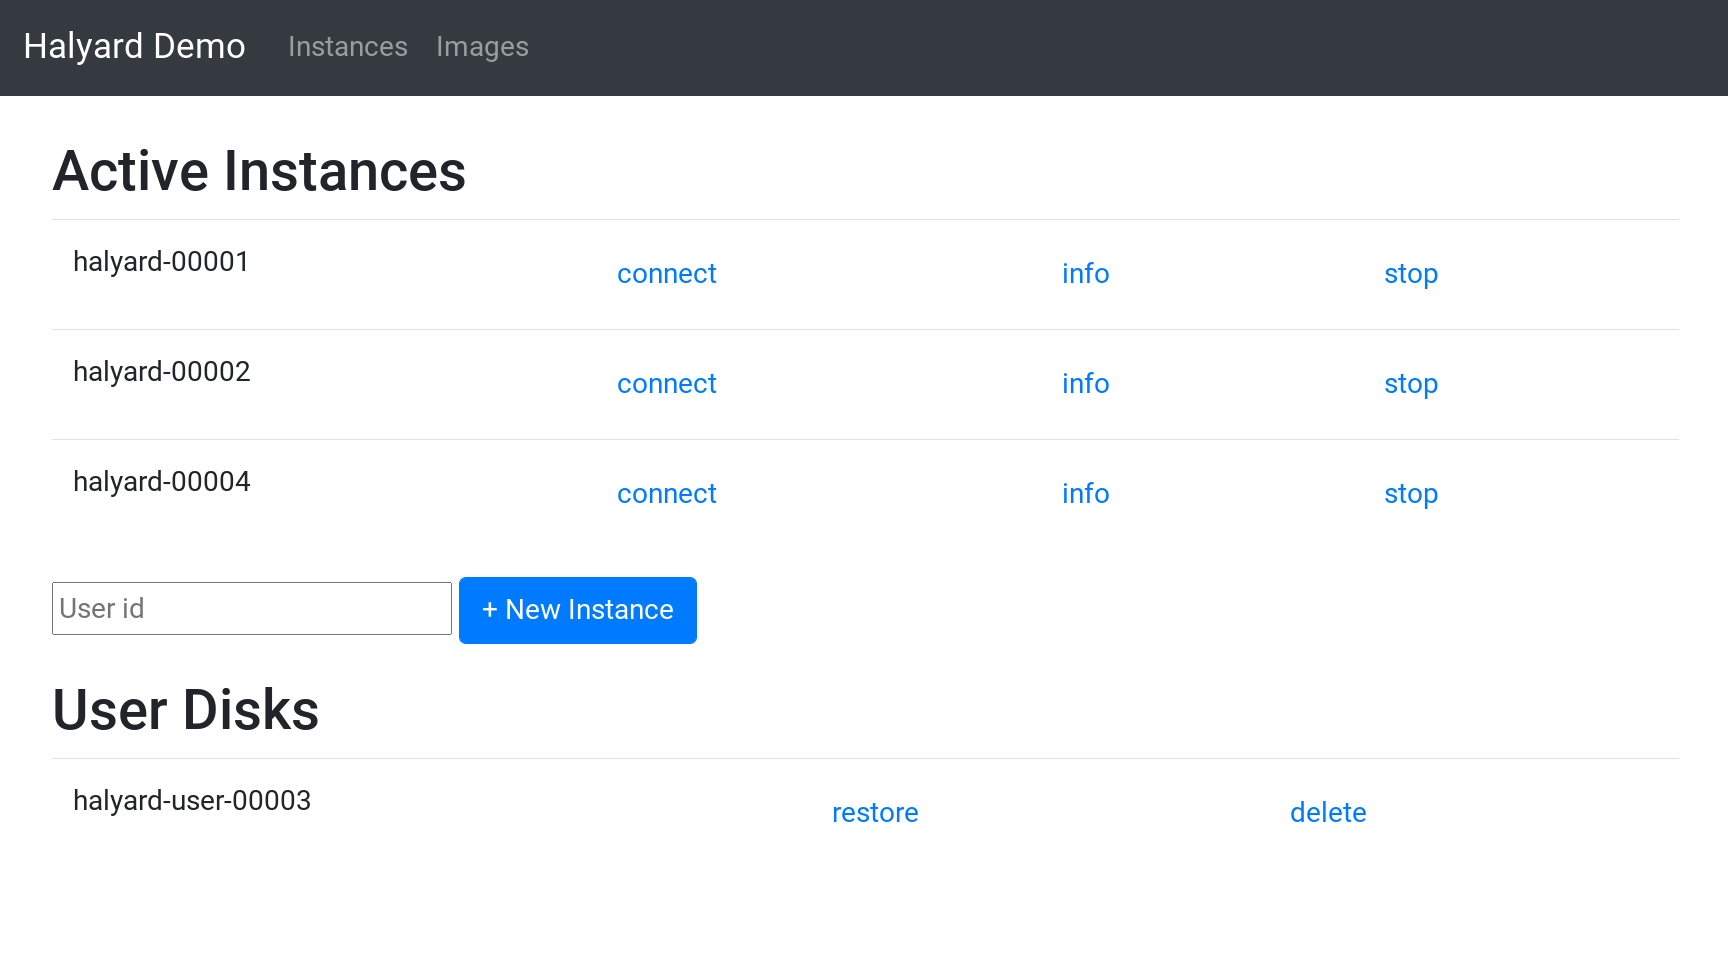 Halyard Demo Instances Images
Active Instances
halyard-00001 connect info stop
halyard-00002 connect info stop
halyard-00004 connect info stop
User id + New Instance
User Disks
halyard-user-00003 restore delete